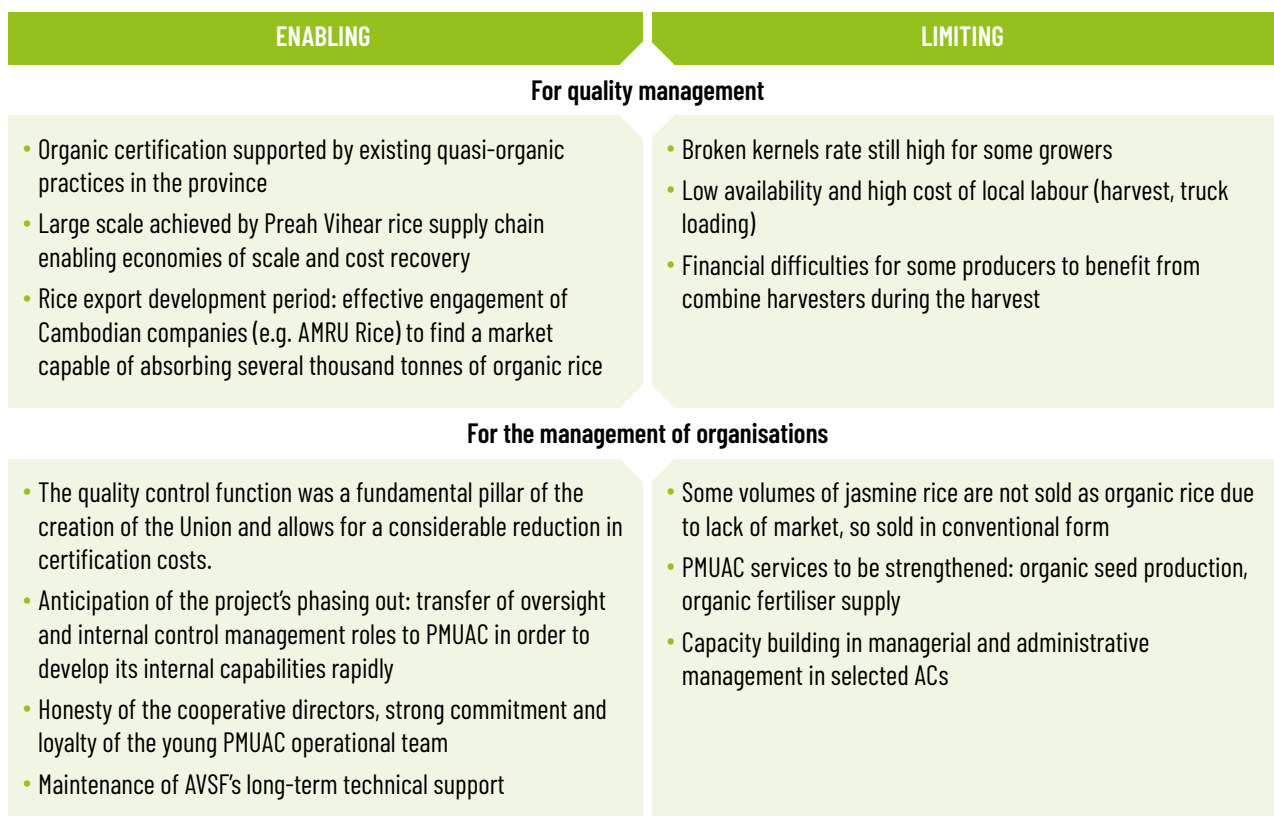 ENABLING
LIMITING
For quality management
• Organic certification supported by existing quasi-organic
practices in the province
• Large scale achieved by Preah Vihear rice supply chain
enabling economies of scale and cost recovery
• Rice export development period: effective engagement of
Cambodian companies (e.g. AMRU Rice) to find a market
capable of absorbing several thousand tonnes of organic rice
• Broken kernels rate still high for some growers
• Low availability and high cost of local labour (harvest, truck
loading)
• Financial difficulties for some producers to benefit from
combine harvesters during the harvest
For the management of organisations
• The quality control function was a fundamental pillar of the
creation of the Union and allows for a considerable reduction in
certification costs.
• Anticipation of the project's phasing out: transfer of oversight
and internal control management roles to PMUAC in order to
develop its internal capabilities rapidly
• Honesty of the cooperative directors, strong commitment and
loyalty of the young PMUAC operational team
• Maintenance of AVSF's long-term technical support
• Some volumes of jasmine rice are not sold as organic rice due
to lack of market, so sold in conventional form
• PMUAC services to be strengthened: organic seed production,
organic fertiliser supply
• Capacity building in managerial and administrative
management in selected ACs